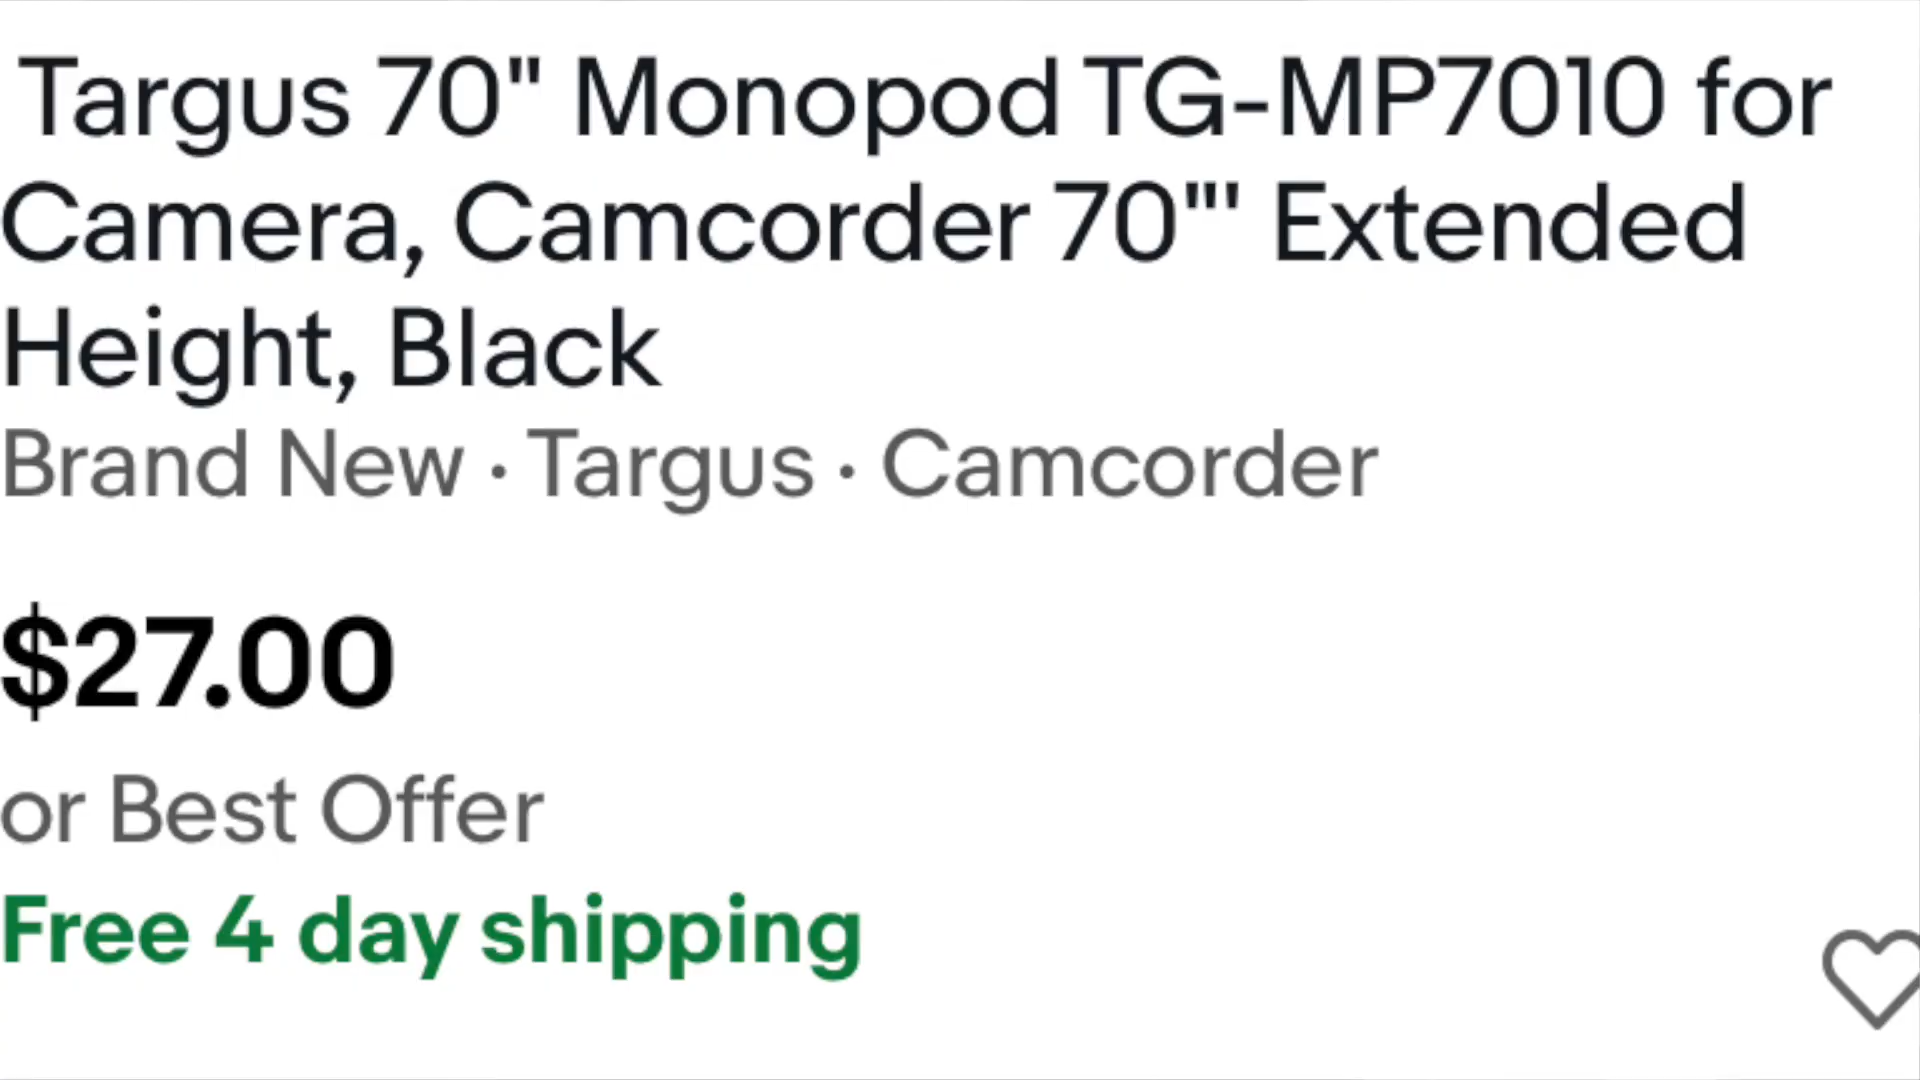 Targus 70" Monopod TG-MP7010 for
Camera, Camcorder 70"' Extended
Height, Black
Brand New · Targus · Camcorder
$27.00
or Best Offer
Free 4 day shipping